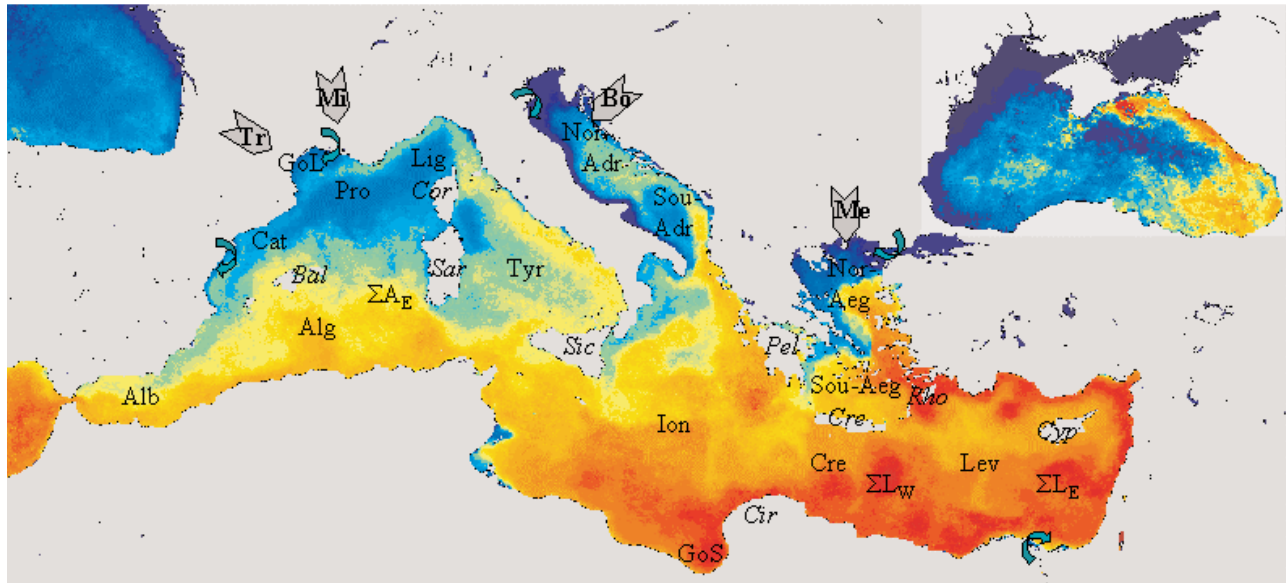 Mi
Bo
Tr
Nor-
Adr
GoL
Lig
Pro
Cor
Sou
Adr
Me
Cat
Bal
Sar
Tyr
Nor-
Aeg
ΣA_E
Alg
Sic
Pel
Alb
Sou-Aeg
Rho
Ion
Cre
Cyp
Cre
Lev
ΣL_W
ΣL_E
Cir
GoS